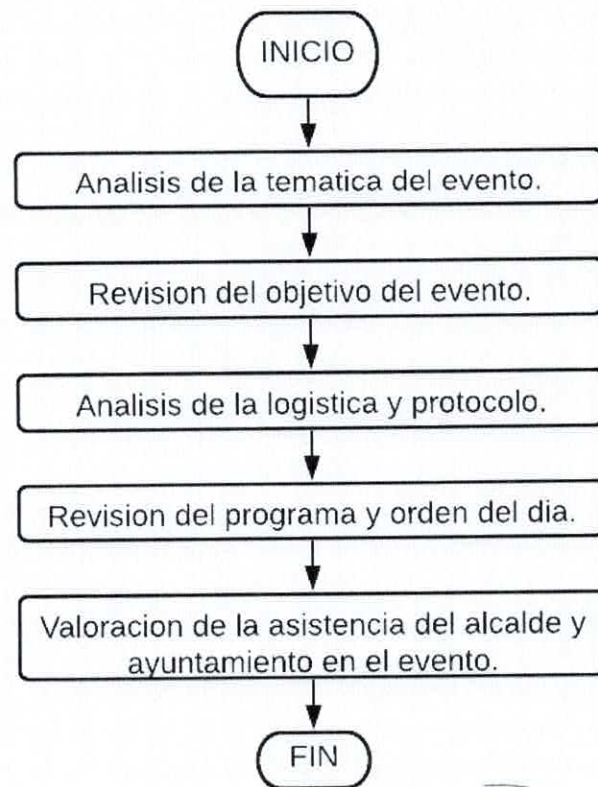 INICIO
Analisis de la tematica del evento.
Revision del objetivo del evento.
Analisis de la logistica y protocolo.
Revision del programa y orden del dia.
Valoracion de la asistencia del alcalde y
ayuntamiento en el evento.
FIN